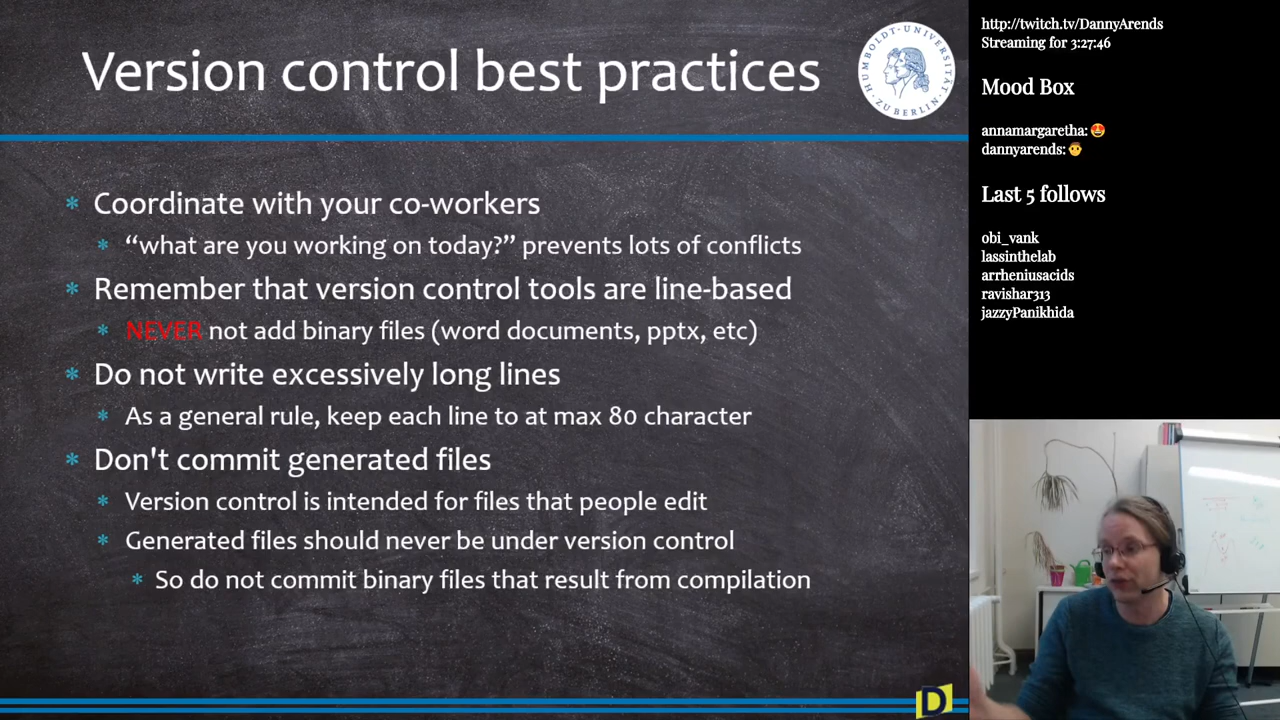 Version control best practices
HUMBOLDT-UNIVERSITÄT ZU BERLIN
Coordinate with your co-workers
“what are you working on today?” prevents lots of conflicts
Remember that version control tools are line-based
NEVER not add binary files (word documents, pptx, etc)
Do not write excessively long lines
As a general rule, keep each line to at max 80 character
Don't commit generated files
Version control is intended for files that people edit
Generated files should never be under version control
So do not commit binary files that result from compilation
D
http://twitch.tv/DannyArends
Streaming for 3:27:46
Mood Box
annamargaretha: 😍
dannyarends: 👨
Last 5 follows
obi_vank
lassinthelab
arrheniusacids
ravishar313
jazzyPanikhida